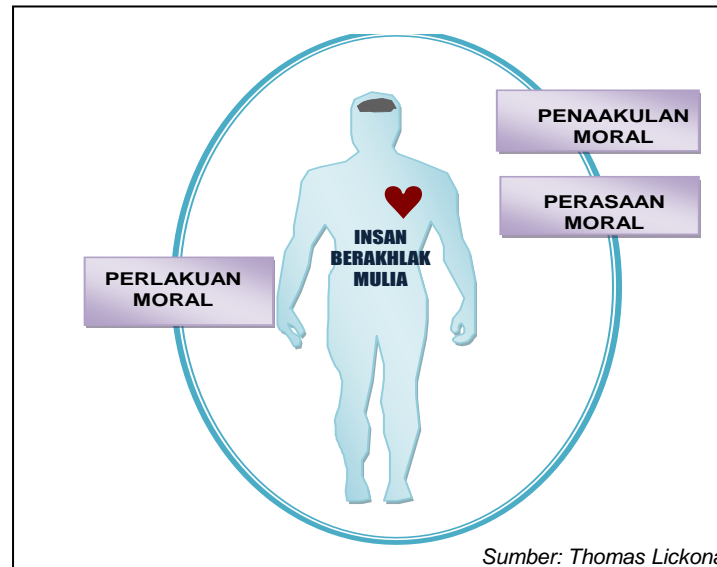 PENAAKULAN
MORAL
PERASAAN
MORAL
INSAN
BERAKHLAK
MULIA
PERLAKUAN
MORAL
Sumber: Thomas Lickona